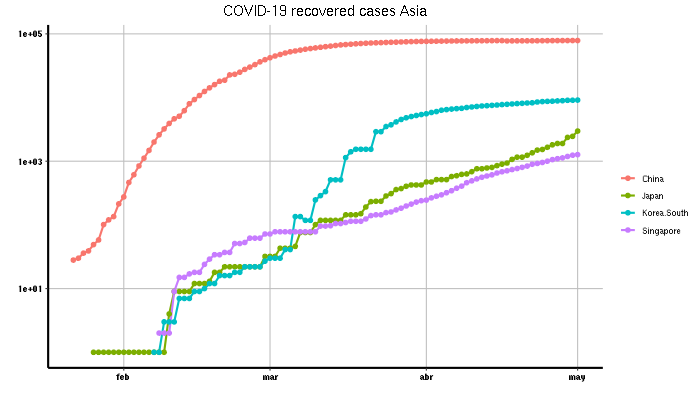 COVID-19 recovered cases Asia
1e+05
1e+03
1e+01
feb mar abr may
China
Japan
Korea.South
Singapore